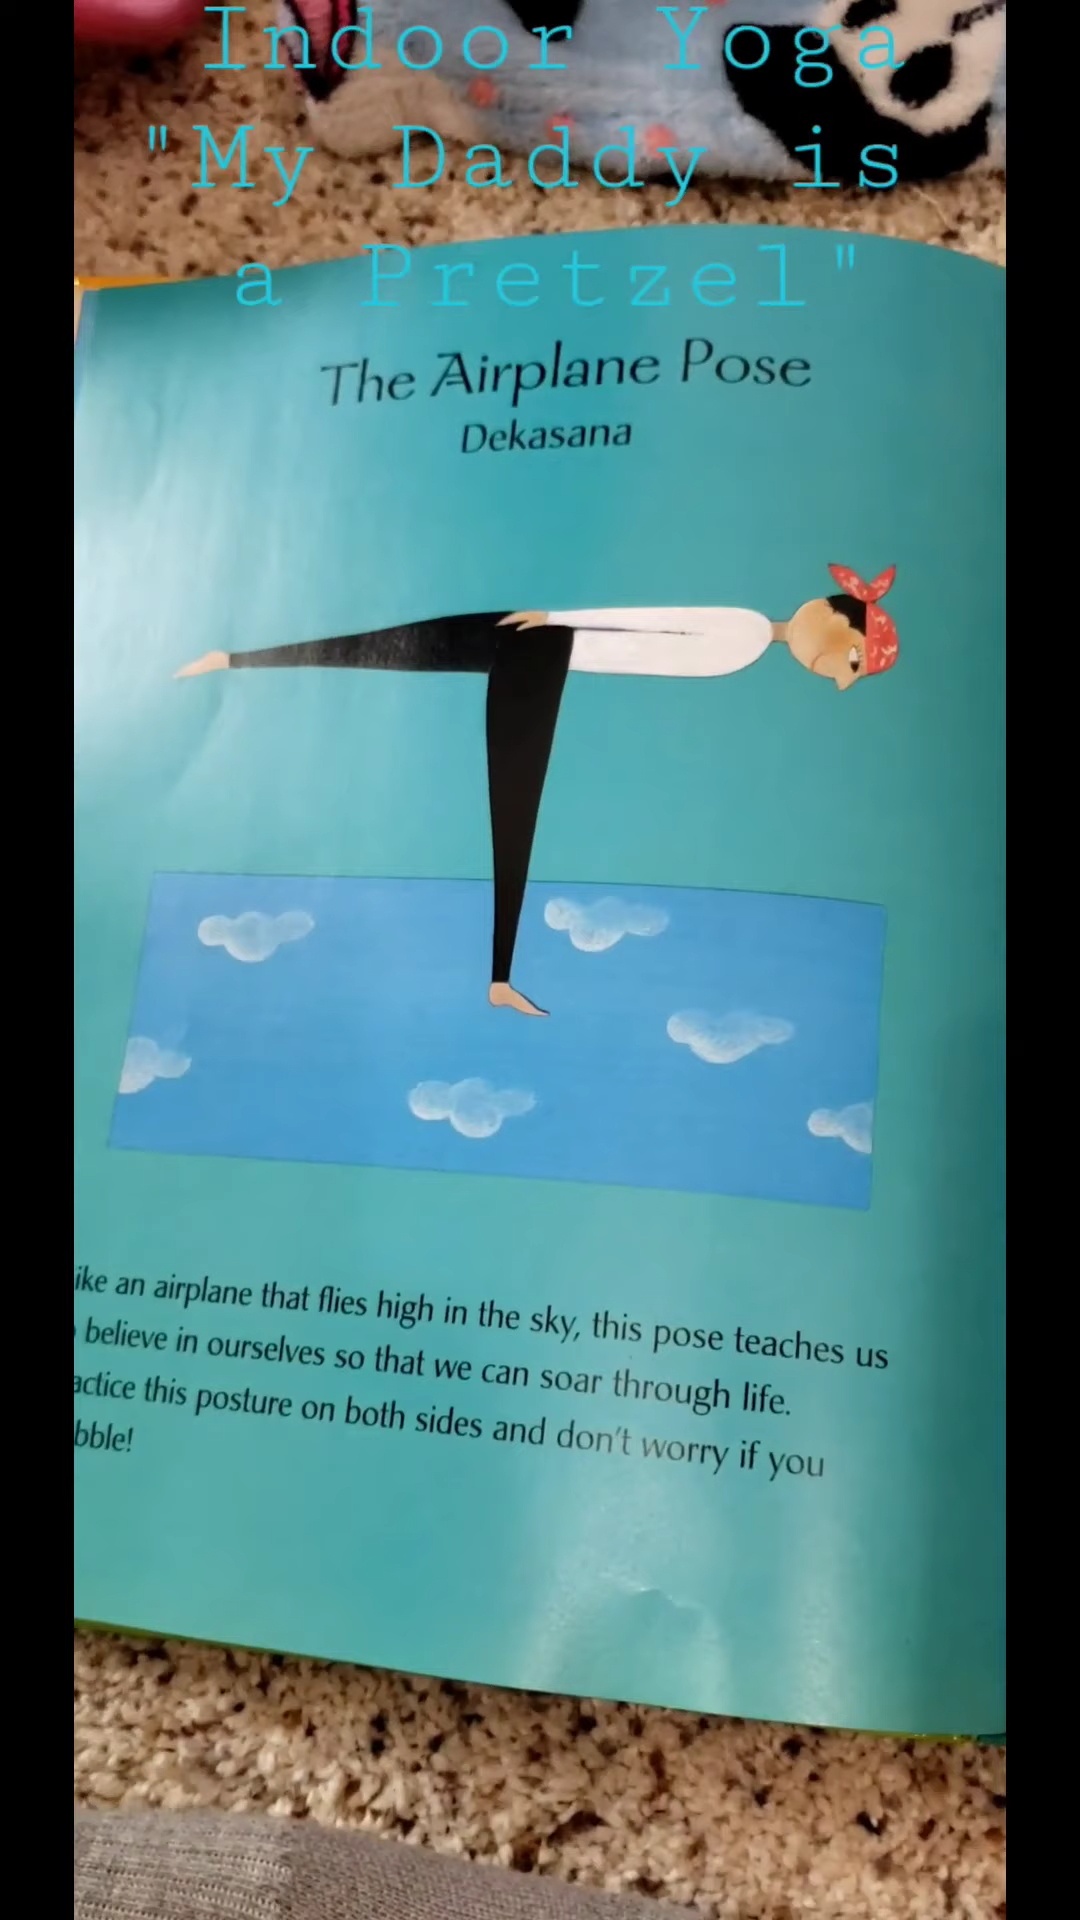 Indoor Yoga
"My Daddy is
a Pretzel"
The Airplane Pose
Dekasana
ike an airplane that flies high in the sky, this pose teaches us
believe in ourselves so that we can soar through life.
actice this posture on both sides and don't worry if you
bble!